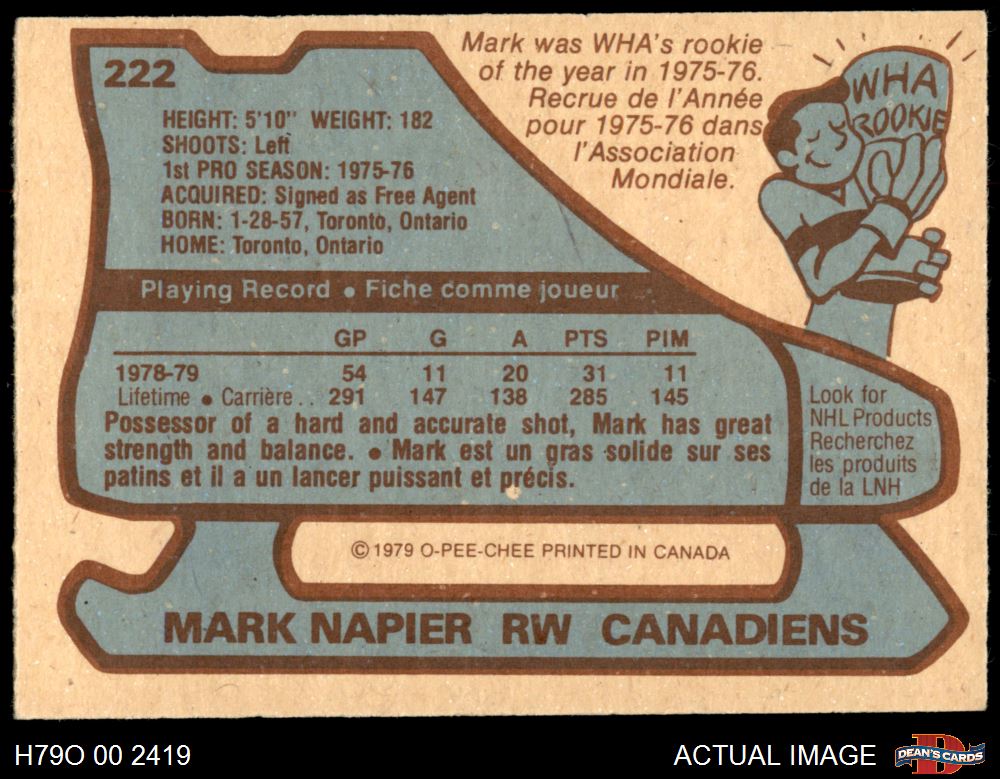 222
Mark was WHA's rookie
of the year in 1975-76.
Recrue de l'Année
pour 1975-76 dans
l'Association
Mondiale.
WHA
ROOKIE
HEIGHT: 5'10" WEIGHT: 182
SHOOTS: Left
1st PRO SEASON: 1975-76
ACQUIRED: Signed as Free Agent
BORN: 1-28-57, Toronto, Ontario
HOME: Toronto, Ontario
Playing Record • Fiche comme joueur
GP G A PTS PIM
1978-79 54 11 20 31 11
Lifetime • Carrière.. 291 147 138 285 145
Possessor of a hard and accurate shot, Mark has great
strength and balance. • Mark est un gras solide sur ses
patins et il a un lancer puissant et précis.
Look for
NHL Products
Recherchez
les produits
de la LNH
© 1979 O-PEE-CHEE PRINTED IN CANADA
MARK NAPIER RW CANADIENS
H79O 00 2419
ACTUAL IMAGE
D
DEAN'S CARDS